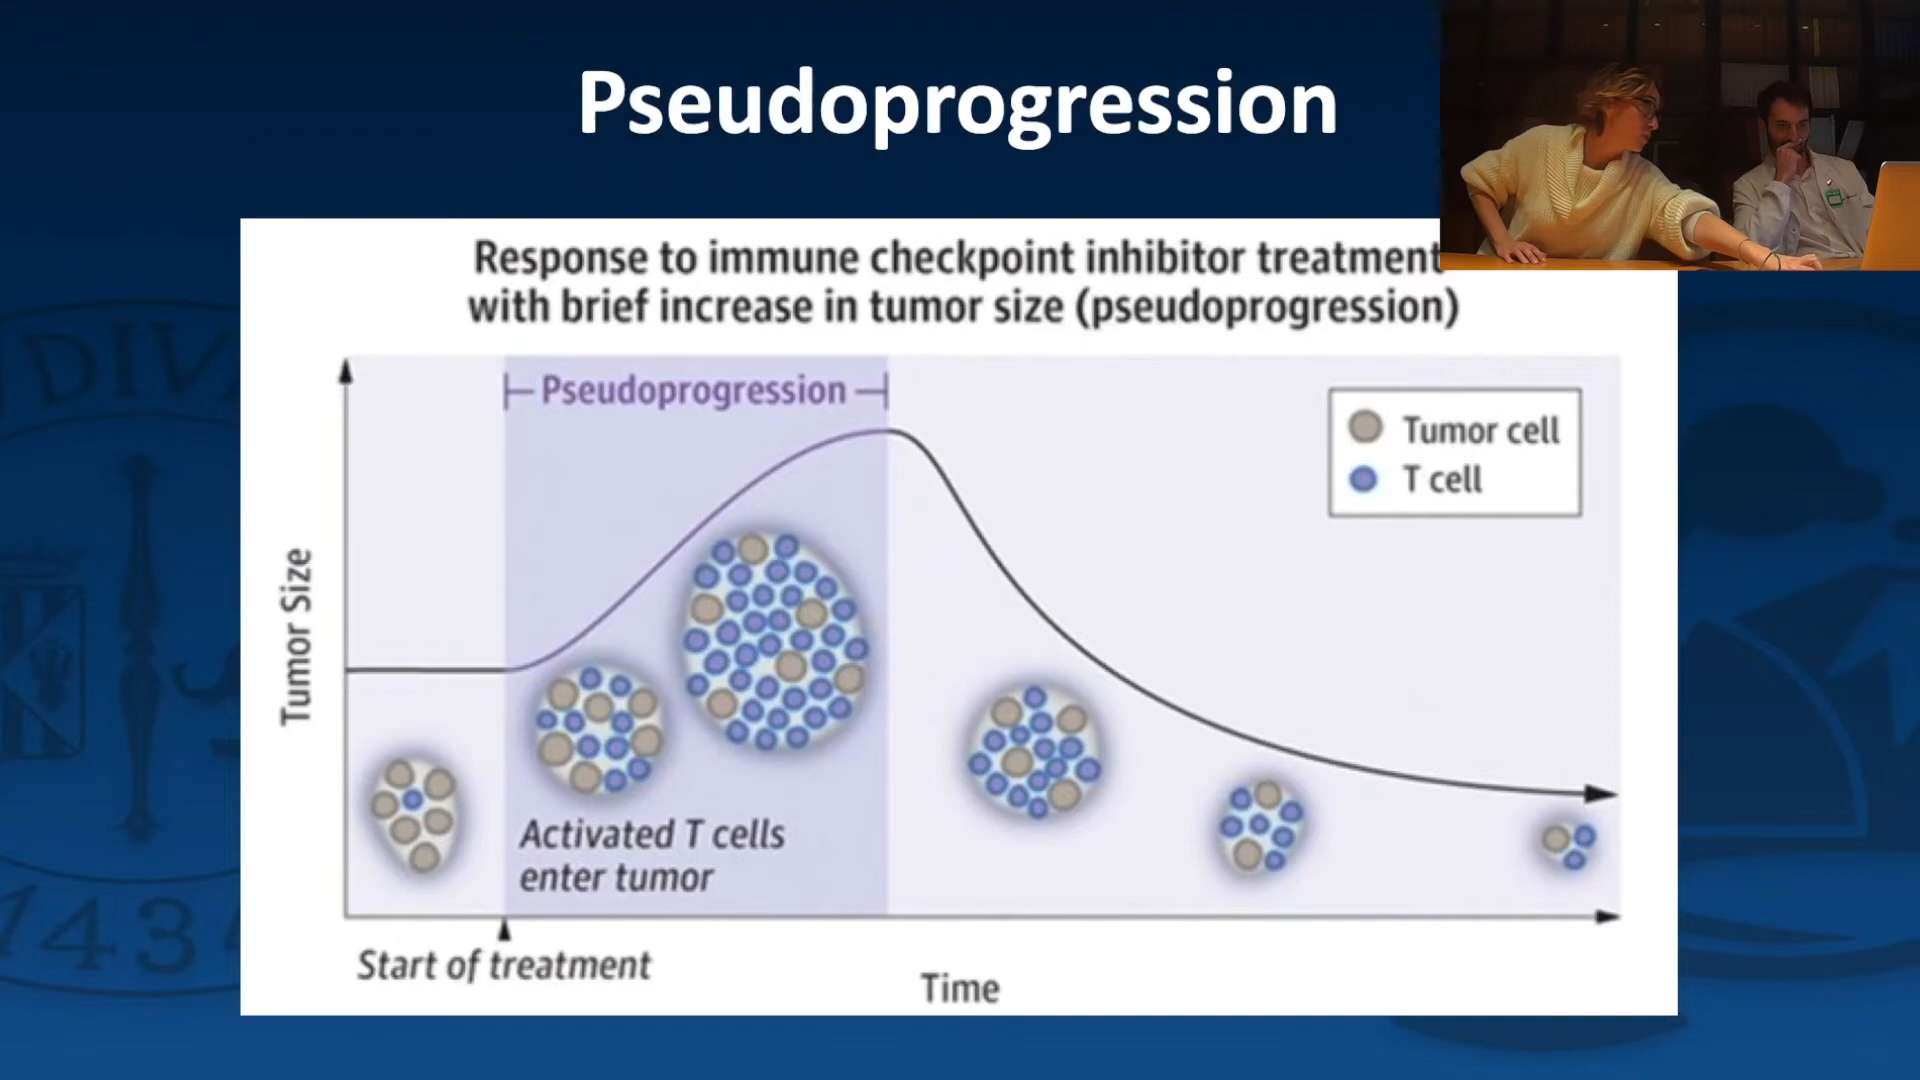 Pseudoprogression
Response to immune checkpoint inhibitor treatment
with brief increase in tumor size (pseudoprogression)
Pseudoprogression
Tumor cell
T cell
Tumor Size
Activated T cells
enter tumor
Start of treatment
Time
1434